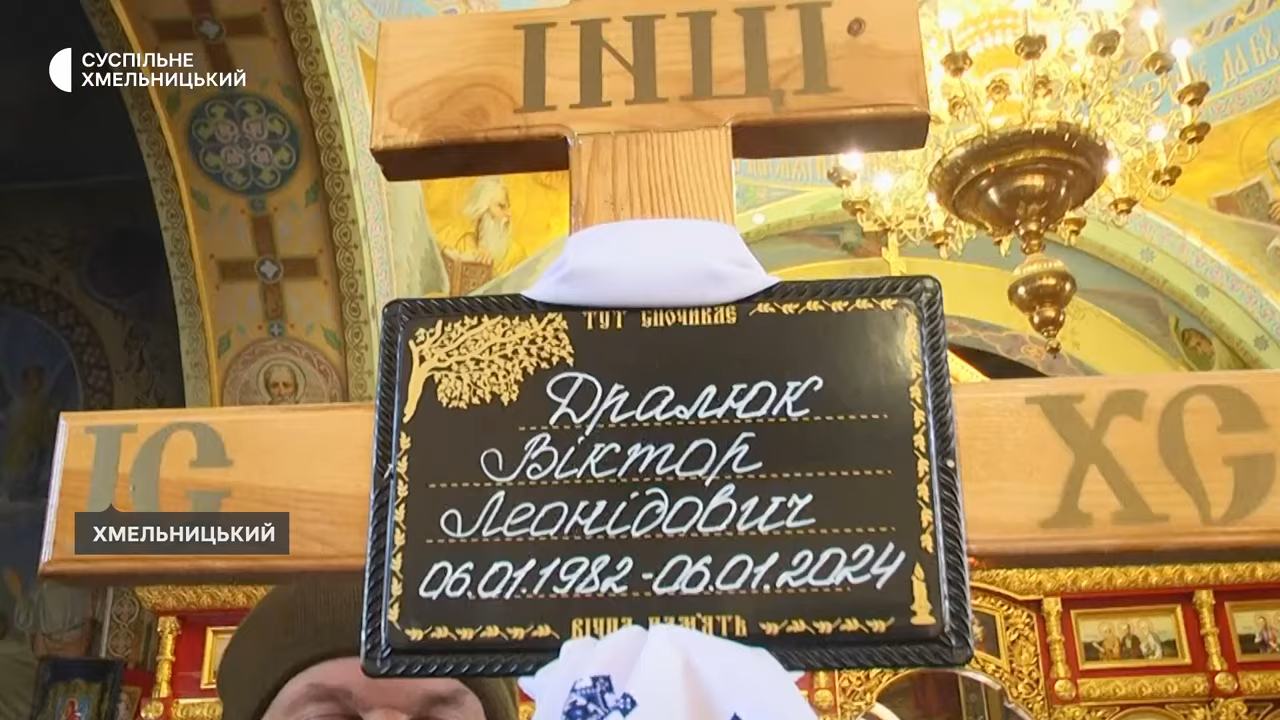 СУСПІЛЬНЕ
ХМЕЛЬНИЦЬКИЙ
ІНЦІ
ТУТ СПОЧИВАЄ
Дралюк
Віктор
Леонідович
06.01.1982-06.01.2024
ВІЧНА ПАМ'ЯТЬ
ІС
ХС
ХМЕЛЬНИЦЬКИЙ